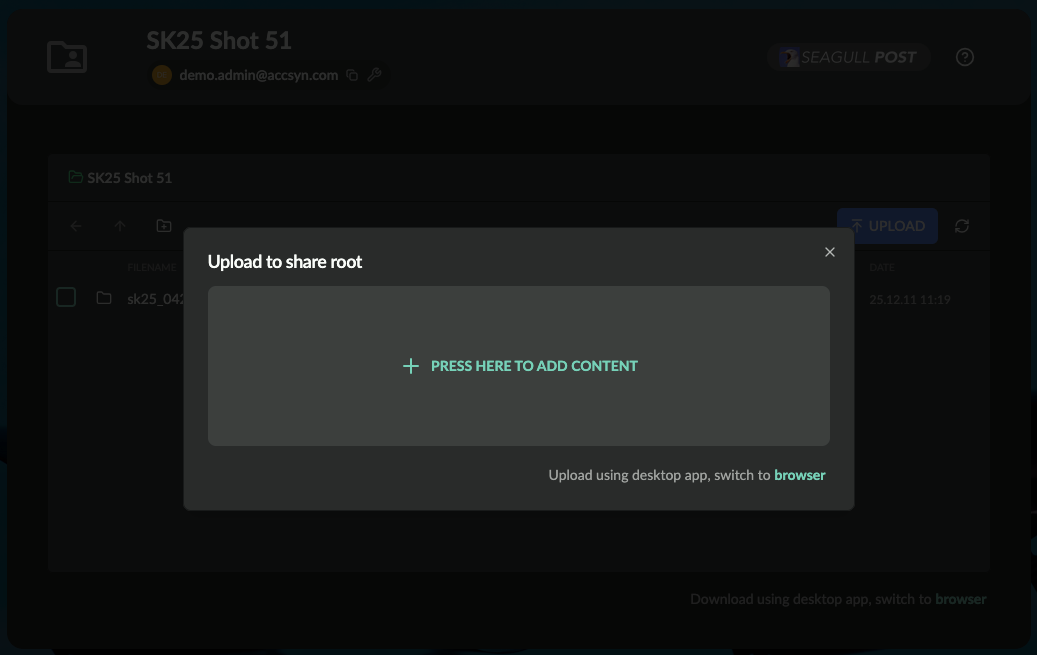 SK25 Shot 51
demo.admin@accsyn.com
SEAGULL POST
SK25 Shot 51
UPLOAD
FILENAME
DATE
sk25_042
25.12.11 11:19
Upload to share root
PRESS HERE TO ADD CONTENT
Upload using desktop app, switch to browser
Download using desktop app, switch to browser